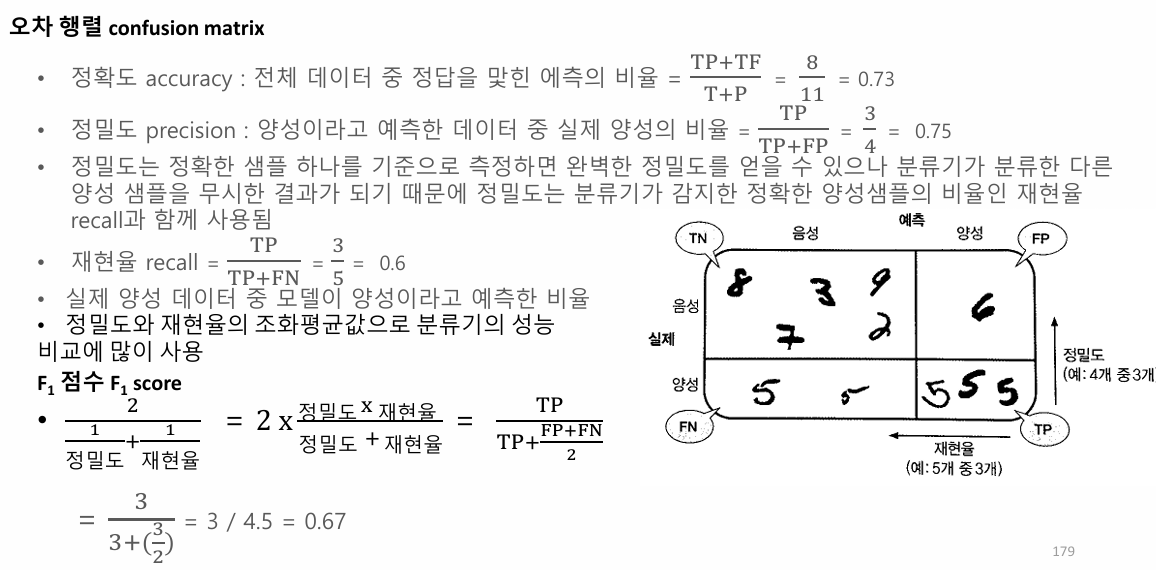 오차 행렬 confusion matrix
• 정확도 accuracy : 전체 데이터 중 정답을 맟힌 에측의 비율 = TP+TF / T+P = 8 / 11 = 0.73
• 정밀도 precision : 양성이라고 예측한 데이터 중 실제 양성의 비율 = TP / TP+FP = 3 / 4 = 0.75
• 정밀도는 정확한 샘플 하나를 기준으로 측정하면 완벽한 정밀도를 얻을 수 있으나 분류기가 분류한 다른
양성 샘플을 무시한 결과가 되기 때문에 정밀도는 분류기가 감지한 정확한 양성샘플의 비율인 재현율
recall과 함께 사용됨
• 재현율 recall = TP / TP+FN = 3 / 5 = 0.6
• 실제 양성 데이터 중 모델이 양성이라고 예측한 비율
• 정밀도와 재현율의 조화평균값으로 분류기의 성능
비교에 많이 사용
F1 점수 F1 score
• 2 / 1/정밀도 + 1/재현율 = 2 x 정밀도 x 재현율 / 정밀도 + 재현율 = TP / TP+ FP+FN / 2
= 3 / 3+(3/2) = 3 / 4.5 = 0.67
예측
TN 음성 양성 FP
8 3 9
음성 6
7 2
실제
정밀도
(예: 4개 중 3개)
양성 5 5 5 5 5
FN TP
재현율
(예: 5개 중 3개)
179